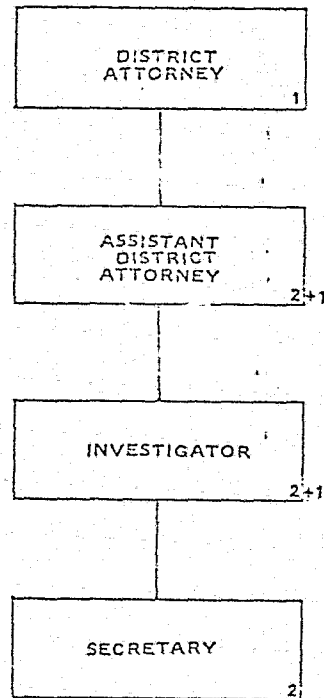 DISTRICT
ATTORNEY
1
ASSISTANT
DISTRICT
ATTORNEY
2+1
INVESTIGATOR
2+1
SECRETARY
2